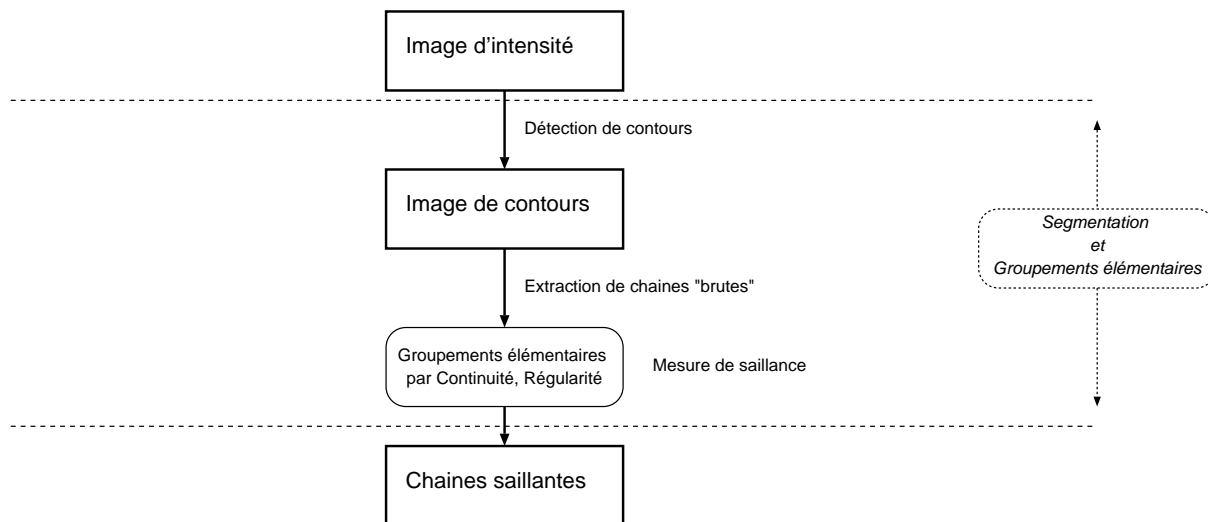 Image d’intensité
Détection de contours
Image de contours
Segmentation
et
Groupements élémentaires
Extraction de chaines "brutes"
Groupements élémentaires
par Continuité, Régularité
Mesure de saillance
Chaines saillantes